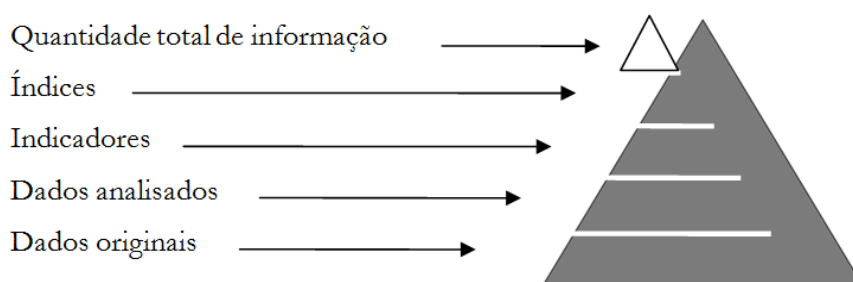 Quantidade total de informação
Índices
Indicadores
Dados analisados
Dados originais